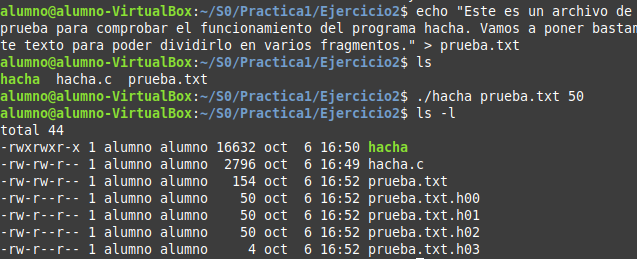 alumno@alumno-VirtualBox:~/S0/Practica1/Ejercicio2$ echo "Este es un archivo de
prueba para comprobar el funcionamiento del programa hacha. Vamos a poner bastan
te texto para poder dividirlo en varios fragmentos." > prueba.txt
alumno@alumno-VirtualBox:~/S0/Practica1/Ejercicio2$ ls
hacha  hacha.c  prueba.txt
alumno@alumno-VirtualBox:~/S0/Practica1/Ejercicio2$ ./hacha prueba.txt 50
alumno@alumno-VirtualBox:~/S0/Practica1/Ejercicio2$ ls -l
total 44
-rwxrwxr-x 1 alumno alumno 16632 oct  6 16:50 hacha
-rw-rw-r-- 1 alumno alumno  2796 oct  6 16:49 hacha.c
-rw-rw-r-- 1 alumno alumno   154 oct  6 16:52 prueba.txt
-rw-r--r-- 1 alumno alumno    50 oct  6 16:52 prueba.txt.h00
-rw-r--r-- 1 alumno alumno    50 oct  6 16:52 prueba.txt.h01
-rw-r--r-- 1 alumno alumno    50 oct  6 16:52 prueba.txt.h02
-rw-r--r-- 1 alumno alumno     4 oct  6 16:52 prueba.txt.h03